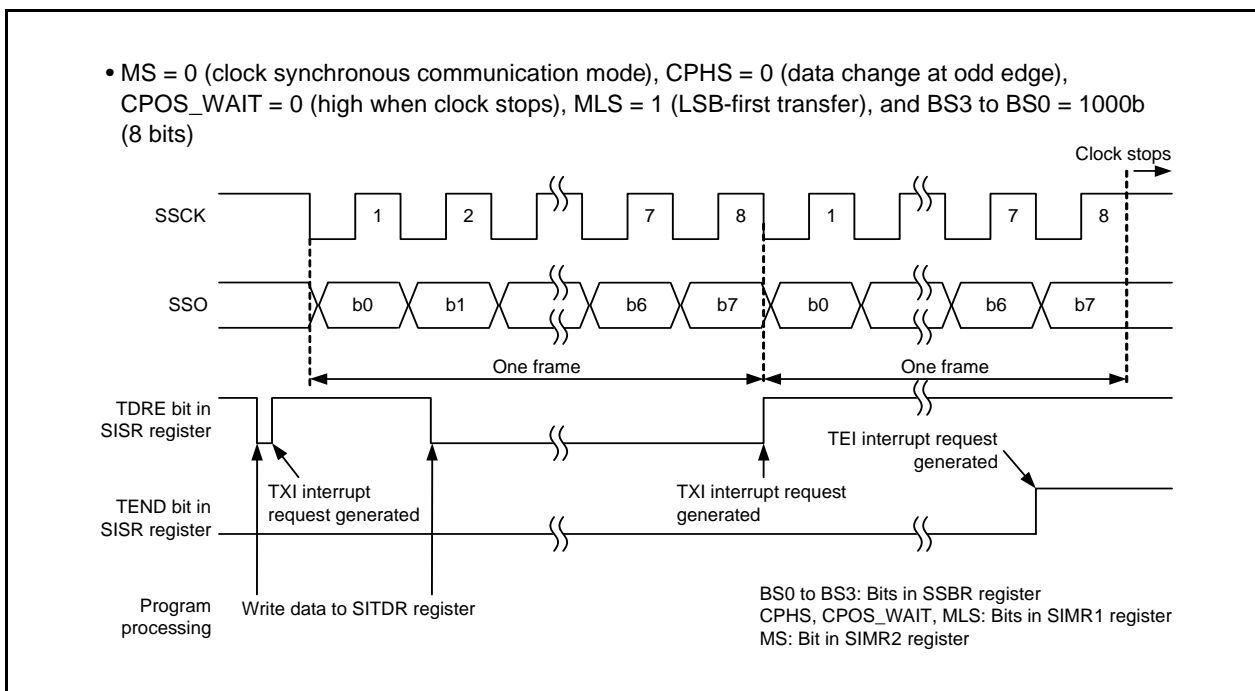 • MS = 0 (clock synchronous communication mode), CPHS = 0 (data change at odd edge),
CPOS_WAIT = 0 (high when clock stops), MLS = 1 (LSB-first transfer), and BS3 to BS0 = 1000b
(8 bits)
Clock stops
SSCK
1 2 7 8 1 7 8
SSO
b0 b1 b6 b7 b0 b6 b7
One frame One frame
TDRE bit in
SISR register
TEI interrupt request
generated
TXI interrupt
request generated
TXI interrupt request
generated
TEND bit in
SISR register
Program
processing
Write data to SITDR register
BS0 to BS3: Bits in SSBR register
CPHS, CPOS_WAIT, MLS: Bits in SIMR1 register
MS: Bit in SIMR2 register